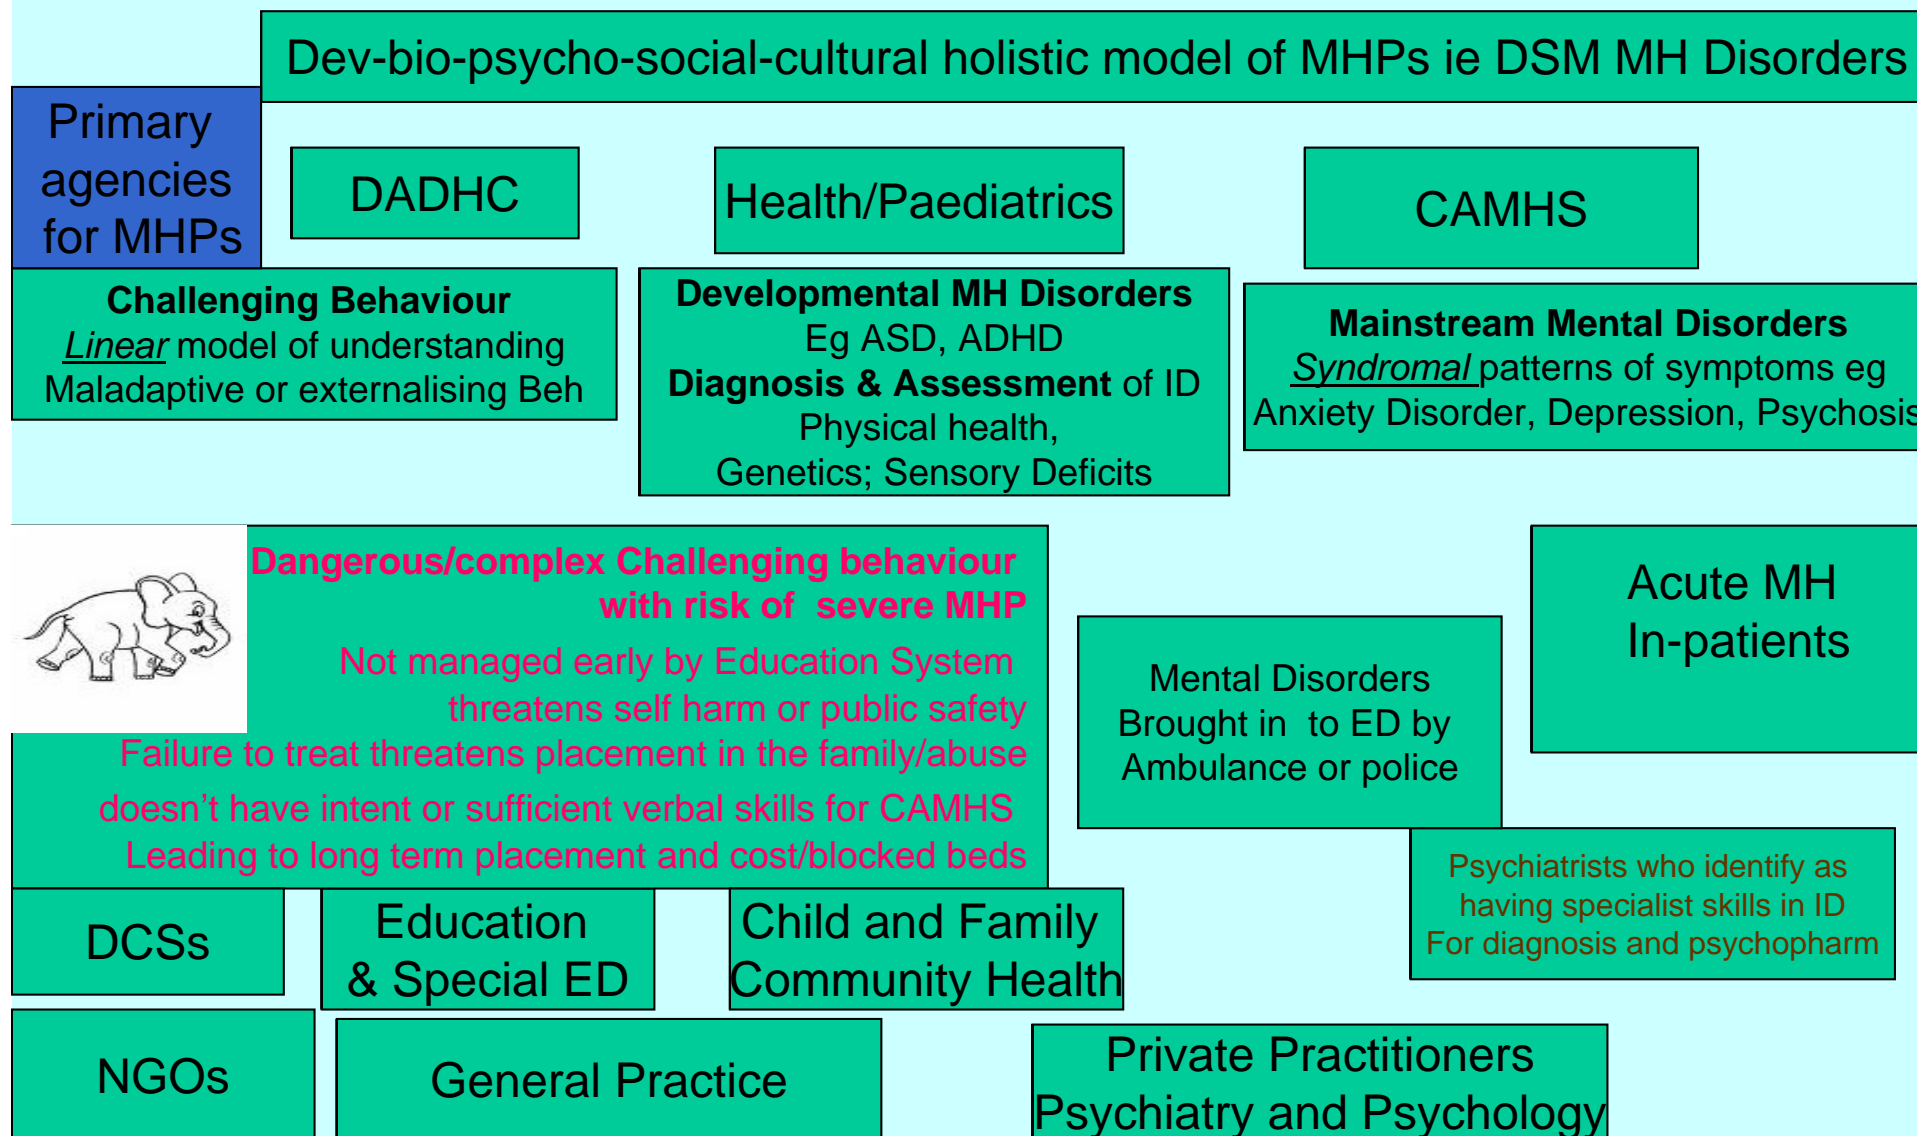 Dev-bio-psycho-social-cultural holistic model of MHPs ie DSM MH Disorders
Primary
agencies
for MHPs
DADHC
Health/Paediatrics
CAMHS
Challenging Behaviour
Linear model of understanding
Maladaptive or externalising Beh
Developmental MH Disorders
Eg ASD, ADHD
Diagnosis & Assessment of ID
Physical health,
Genetics; Sensory Deficits
Mainstream Mental Disorders
Syndromal patterns of symptoms eg
Anxiety Disorder, Depression, Psychosis
Dangerous/complex Challenging behaviour
with risk of severe MHP
Not managed early by Education System
threatens self harm or public safety
Failure to treat threatens placement in the family/abuse
doesn't have intent or sufficient verbal skills for CAMHS
Leading to long term placement and cost/blocked beds
Mental Disorders
Brought in to ED by
Ambulance or police
Acute MH
In-patients
Psychiatrists who identify as
having specialist skills in ID
For diagnosis and psychopharm
DCSs
Education
& Special ED
Child and Family
Community Health
NGOs
General Practice
Private Practitioners
Psychiatry and Psychology